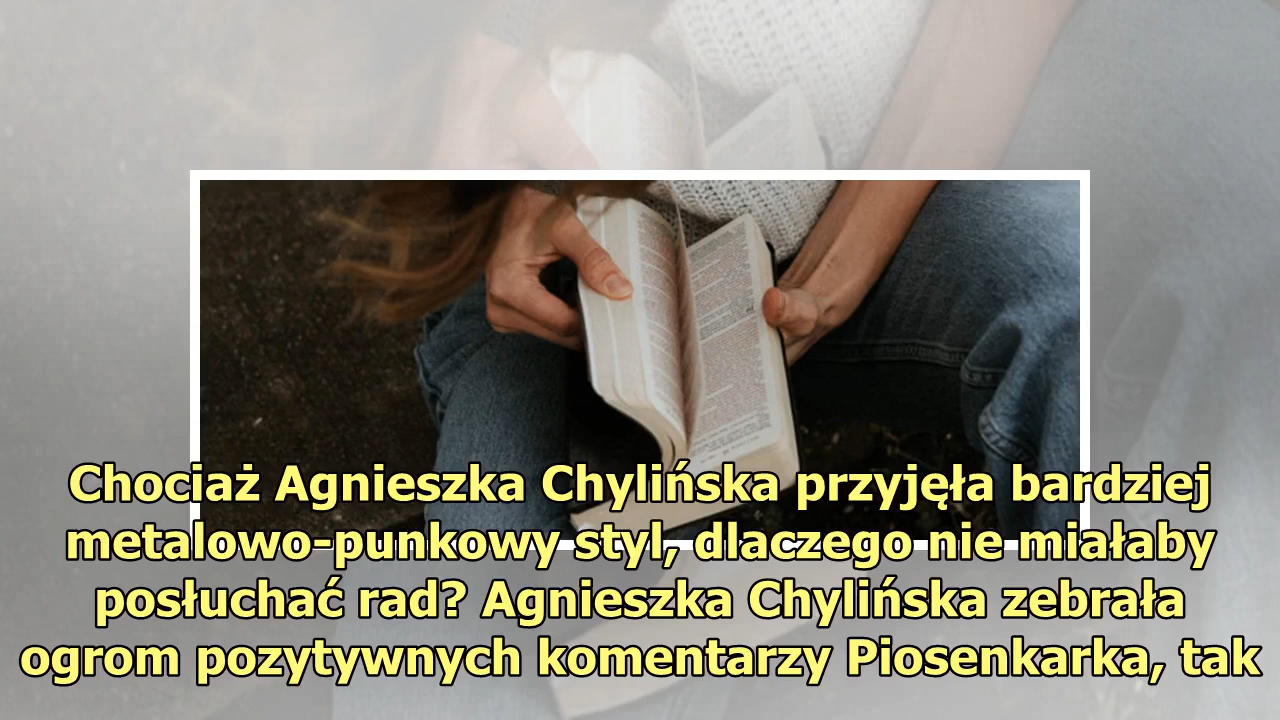 Chociaż Agnieszka Chylińska przyjęła bardziej
metalowo-punkowy styl, dlaczego nie miałaby
posłuchać rad? Agnieszka Chylińska zebrała
ogrom pozytywnych komentarzy Piosenkarka, tak